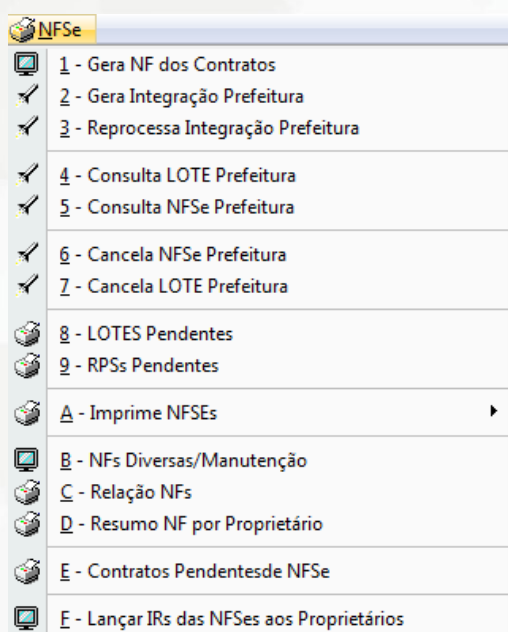 NFSe
1 - Gera NF dos Contratos
2 - Gera Integração Prefeitura
3 - Reprocessa Integração Prefeitura
4 - Consulta LOTE Prefeitura
5 - Consulta NFSe Prefeitura
6 - Cancela NFSe Prefeitura
7 - Cancela LOTE Prefeitura
8 - LOTES Pendentes
9 - RPSs Pendentes
A - Imprime NFSEs
B - NFs Diversas/Manutenção
C - Relação NFs
D - Resumo NF por Proprietário
E - Contratos Pendentesde NFSe
F - Lançar IRs das NFSes aos Proprietários